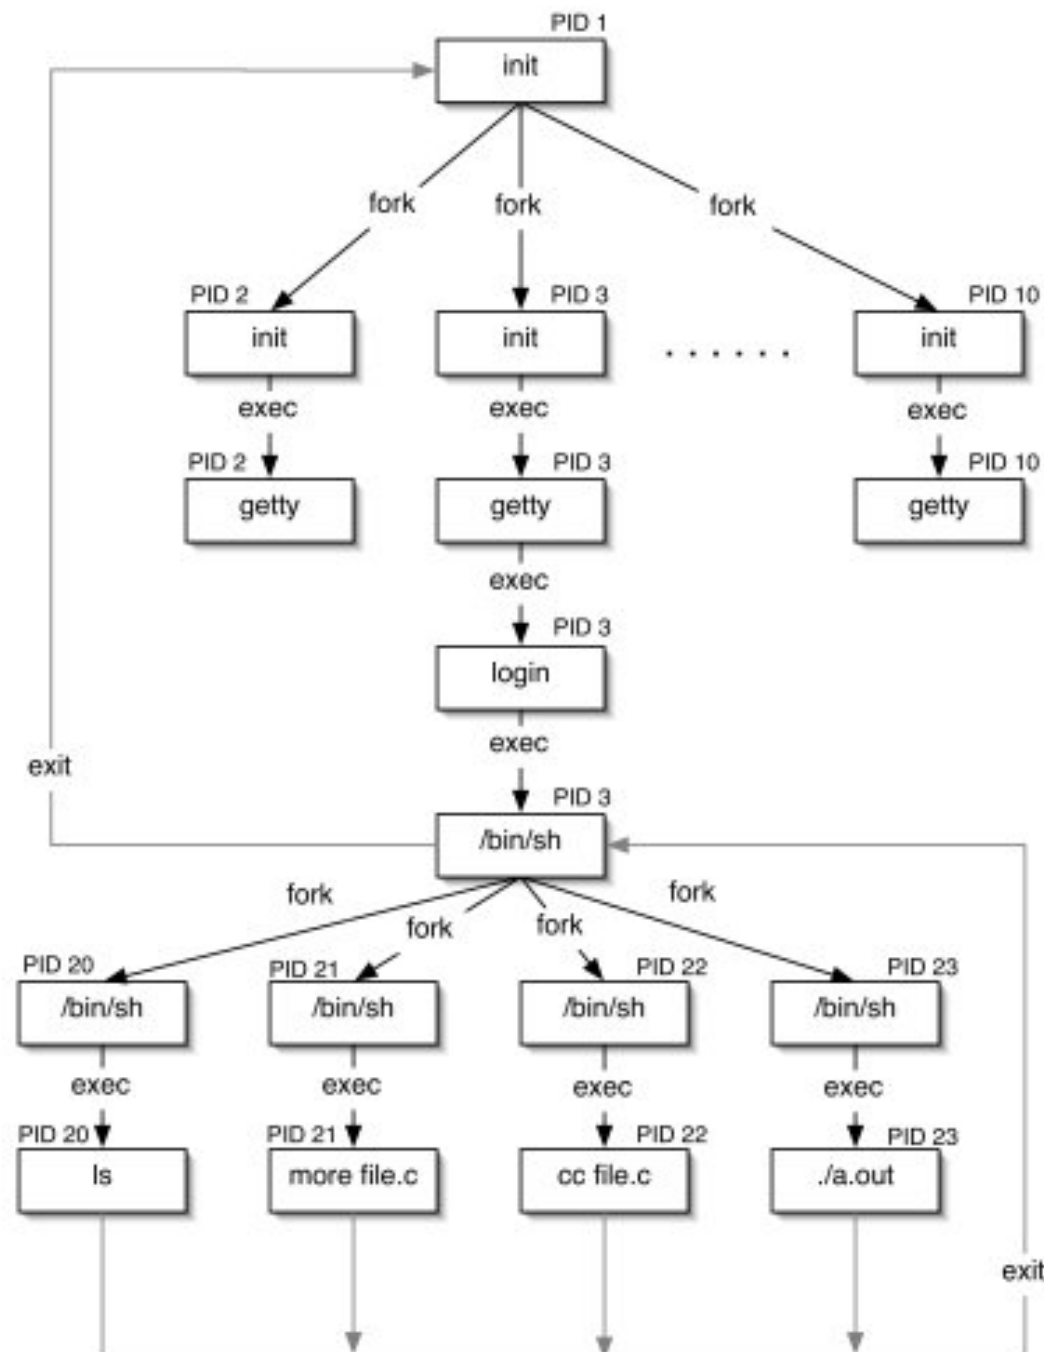 PID 1
init
fork
fork
fork
PID 2
PID 3
PID 10
init
init
. . . . . .
init
exec
exec
exec
PID 2
PID 3
PID 10
getty
getty
getty
exec
PID 3
login
exec
exit
PID 3
/bin/sh
fork
fork
fork
fork
PID 20
PID 21
PID 22
PID 23
/bin/sh
/bin/sh
/bin/sh
/bin/sh
exec
exec
exec
exec
PID 20
PID 21
PID 22
PID 23
ls
more file.c
cc file.c
./a.out
exit